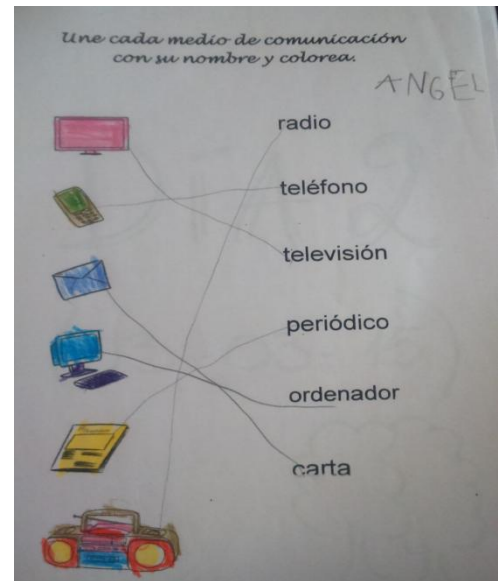 Une cada medio de comunicación
con su nombre y colorea.
ANGEL
radio
teléfono
televisión
periódico
ordenador
carta